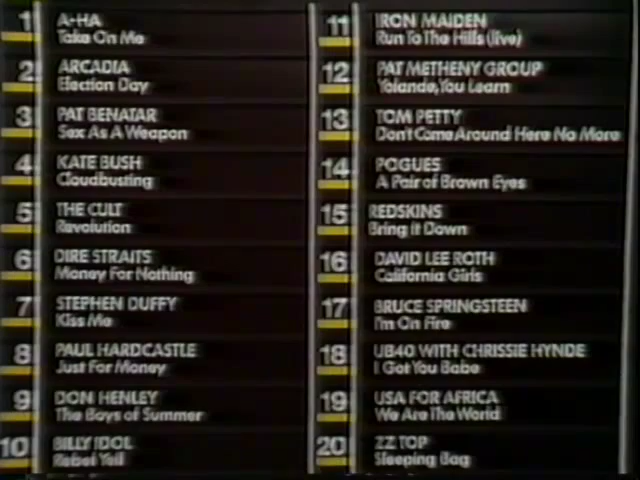 1 A-HA
Take On Me
2 ARCADIA
Election Day
3 PAT BENATAR
Sex As A Weapon
4 KATE BUSH
Cloudbusting
5 THE CULT
Revolution
6 DIRE STRAITS
Money For Nothing
7 STEPHEN DUFFY
Kiss Me
8 PAUL HARDCASTLE
Just For Money
9 DON HENLEY
The Boys of Summer
10 BILLY IDOL
Rebel Yell
11 IRON MAIDEN
Run To The Hills (live)
12 PAT METHENY GROUP
Yolanda, You Learn
13 TOM PETTY
Don't Come Around Here No More
14 POGUES
A Pair of Brown Eyes
15 REDSKINS
Bring It Down
16 DAVID LEE ROTH
California Girls
17 BRUCE SPRINGSTEEN
I'm On Fire
18 UB40 WITH CHRISSIE HYNDE
I Got You Babe
19 USA FOR AFRICA
We Are The World
20 ZZ TOP
Sleeping Bag